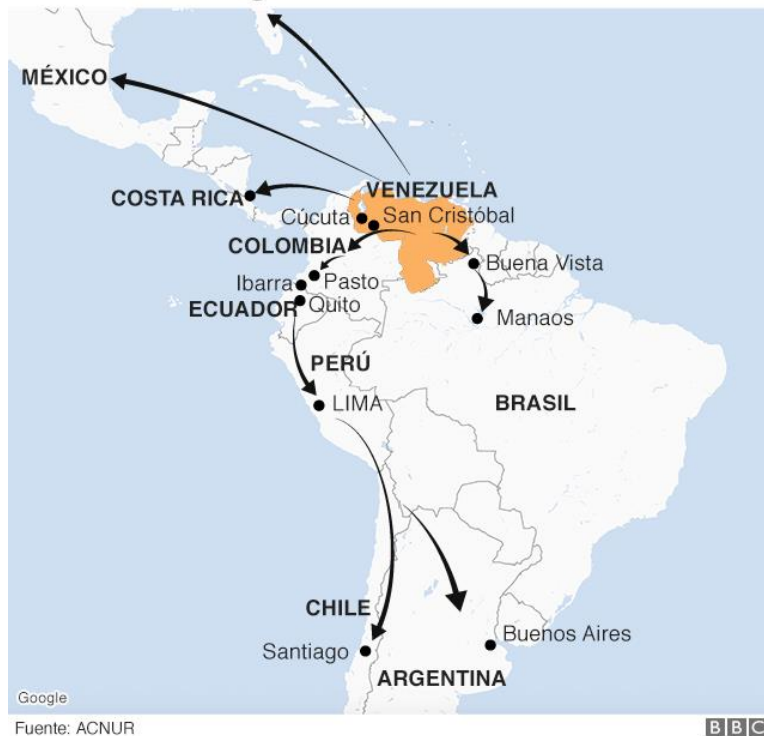 MÉXICO
COSTA RICA
VENEZUELA
Cúcuta
San Cristóbal
COLOMBIA
Buena Vista
Ibarra
Pasto
ECUADOR
Quito
Manaos
PERÚ
LIMA
BRASIL
CHILE
Santiago
Buenos Aires
ARGENTINA
Google
Fuente: ACNUR
BBC